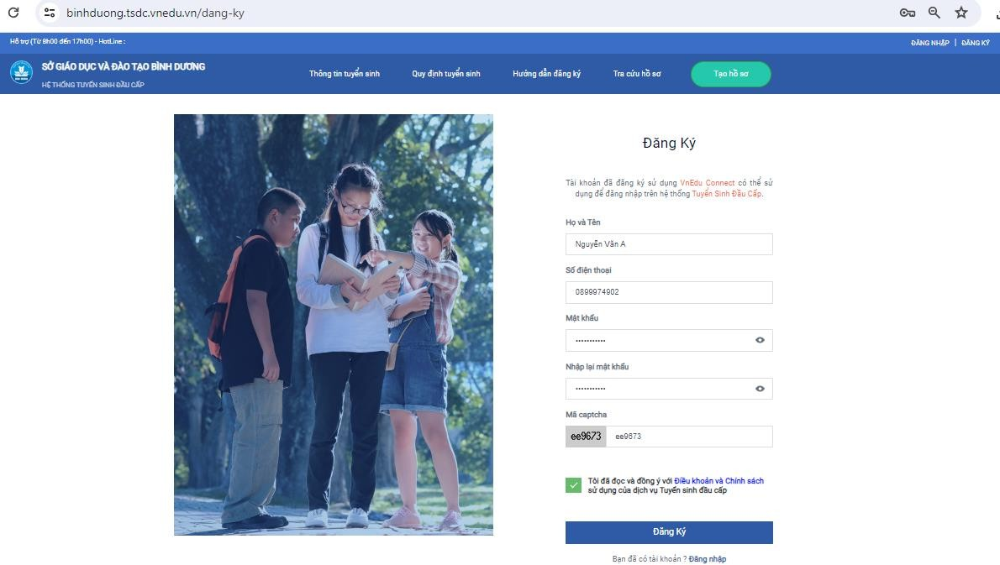 binhduong.tsdc.vnedu.vn/dang-ky
Hỗ trợ (Từ 8h00 đến 17h00) - HotLine :
ĐĂNG NHẬP | ĐĂNG KÝ
SỞ GIÁO DỤC VÀ ĐÀO TẠO BÌNH DƯƠNG
HỆ THỐNG TUYỂN SINH ĐẦU CẤP
Thông tin tuyển sinh
Quy định tuyển sinh
Hướng dẫn đăng ký
Tra cứu hồ sơ
Tạo hồ sơ
Đăng Ký
Tài khoản đã đăng ký sử dụng VnEdu Connect có thể sử
dụng để đăng nhập trên hệ thống Tuyển Sinh Đầu Cấp.
Họ và Tên
Nguyễn Văn A
Số điện thoại
0899974902
Mật khẩu
•••••••••••
Nhập lại mật khẩu
•••••••••••
Mã captcha
ee9673
ee9673
Tôi đã đọc và đồng ý với Điều khoản và Chính sách
sử dụng của dịch vụ Tuyển sinh đầu cấp
Đăng Ký
Bạn đã có tài khoản ? Đăng nhập